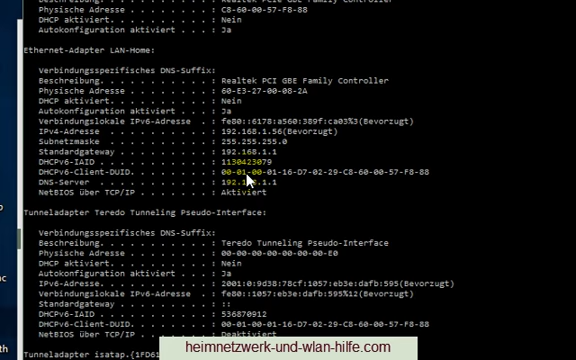 Beschreibung. . . . . . . . . . . : Realtek PCI GBE Family Controller
Physische Adresse . . . . . . . . : C8-60-00-57-F8-88
DHCP aktiviert. . . . . . . . . . : Nein
Autokonfiguration aktiviert . . . : Ja
Ethernet-Adapter LAN-Home:
Verbindungsspezifisches DNS-Suffix:
Beschreibung. . . . . . . . . . . : Realtek PCI GBE Family Controller
Physische Adresse . . . . . . . . : 60-E3-27-00-08-2A
DHCP aktiviert. . . . . . . . . . : Nein
Autokonfiguration aktiviert . . . : Ja
Verbindungslokale IPv6-Adresse . : fe80::6178:a560:389f:ca03%3(Bevorzugt)
IPv4-Adresse . . . . . . . . . . : 192.168.1.56(Bevorzugt)
Subnetzmaske . . . . . . . . . . : 255.255.255.0
Standardgateway . . . . . . . . . : 192.168.1.1
DHCPv6-IAID . . . . . . . . . . . : 1130423079
DHCPv6-Client-DUID. . . . . . . . : 00-01-00-01-16-D7-02-29-C8-60-00-57-F8-88
DNS-Server . . . . . . . . . . . : 192. .1.1
NetBIOS über TCP/IP . . . . . . . : Aktiviert
Tunneladapter Teredo Tunneling Pseudo-Interface:
Verbindungsspezifisches DNS-Suffix:
Beschreibung. . . . . . . . . . . : Teredo Tunneling Pseudo-Interface
Physische Adresse . . . . . . . . : 00-00-00-00-00-00-00-E0
DHCP aktiviert. . . . . . . . . . : Nein
Autokonfiguration aktiviert . . . : Ja
IPv6-Adresse. . . . . . . . . . . : 2001:0:9d38:78cf:1057:eb3e:dafb:595(Bevorzugt)
Verbindungslokale IPv6-Adresse . : fe80::1057:eb3e:dafb:595%12(Bevorzugt)
Standardgateway . . . . . . . . . : ::
DHCPv6-IAID . . . . . . . . . . . : 536870912
DHCPv6-Client-DUID. . . . . . . . : 00-01-00-01-16-D7-02-29-C8-60-00-57-F8-88
NetBIOS über TCP/IP . . . . . . . : Deaktiviert
heimnetzwerk-und-wlan-hilfe.com
Tunneladapter isatap.{1FD61